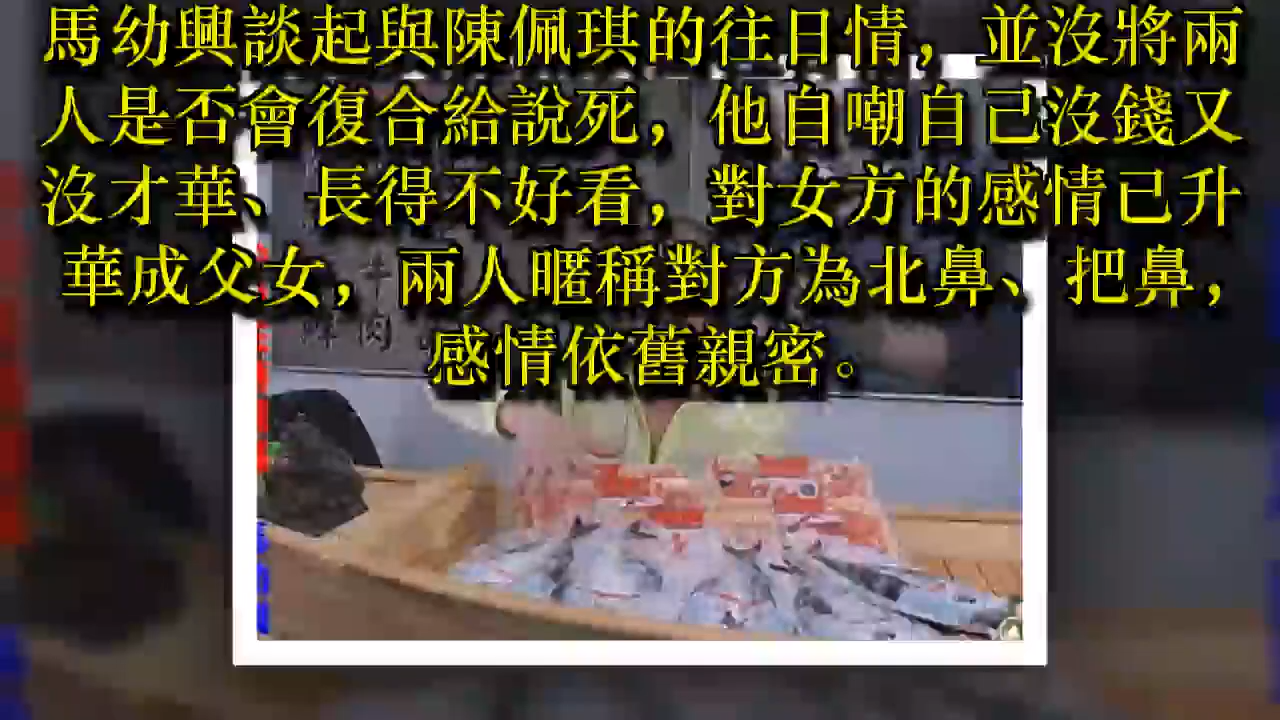 馬幼興談起與陳佩琪的往日情，並沒將兩
人是否會復合給說死，他自嘲自己沒錢又
沒才華、長得不好看，對女方的感情已升
華成父女，兩人暱稱對方為北鼻、把鼻，
感情依舊親密。
牛
鮮肉